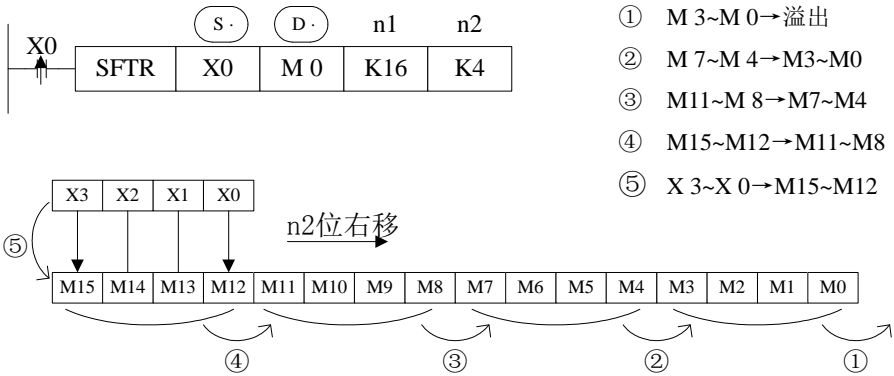 S · D · n1 n2
X0
SFTR X0 M 0 K16 K4
① M 3~M 0→溢出
② M 7~M 4→M3~M0
③ M11~M 8→M7~M4
④ M15~M12→M11~M8
⑤ X 3~X 0→M15~M12
X3 X2 X1 X0
n2位右移
⑤
M15 M14 M13 M12 M11 M10 M9 M8 M7 M6 M5 M4 M3 M2 M1 M0
④ ③ ② ①